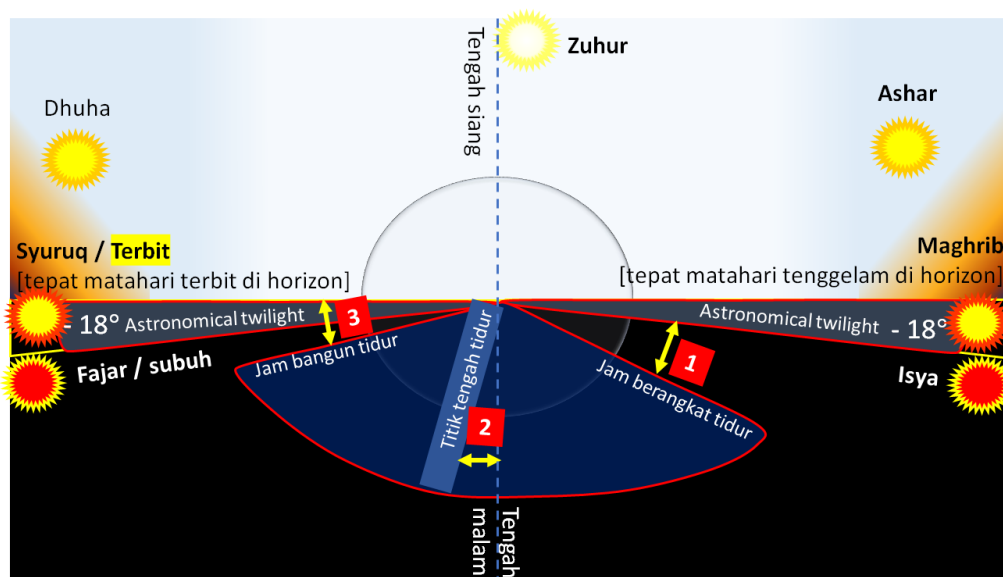 Tengah siang
Zuhur
Dhuha
Ashar
Syuruq / Terbit
[tepat matahari terbit di horizon]
Maghrib
[tepat matahari tenggelam di horizon]
- 18° Astronomical twilight
3
Astronomical twilight - 18°
Fajar / subuh
Jam bangun tidur
1
Isya
Titik tengah tidur
2
Jam berangkat tidur
Tengah
malam